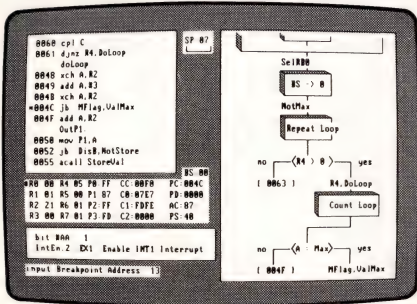 0060 cpl C
0061 djnz R4.DoLoop
doLoop
0048 xch A,R2
0049 add A,R3
004B xch A,R2
*004C jb MFlag,ValMax
004F add A,R2
OutP1.
0050 mov P1,A
0052 jb DisB,NotStore
0055 acall StoreVal
SP 07
BS:00
*R0 00 R4 05 P0-FF CC:00F0 PC:004C
R1 01 R5 00 P1 B7 C0:07E7 PD:0000
R2 21 R6 01 P2-FF C1:FDFE AC:B7
R3 00 R7 01 P3-FD C2:0000 PS:40
bit #AA 1
IntEn.2 EX1 Enable INT1 Interrupt
input Breakpoint Address 13
SelRB0
BS -> 0
NotMax
Repeat Loop
no <R4 > 0 > yes
[ 0063 ] R4.DoLoop
Count Loop
no <A - Max> yes
[ 004F ] MFlag.ValMax